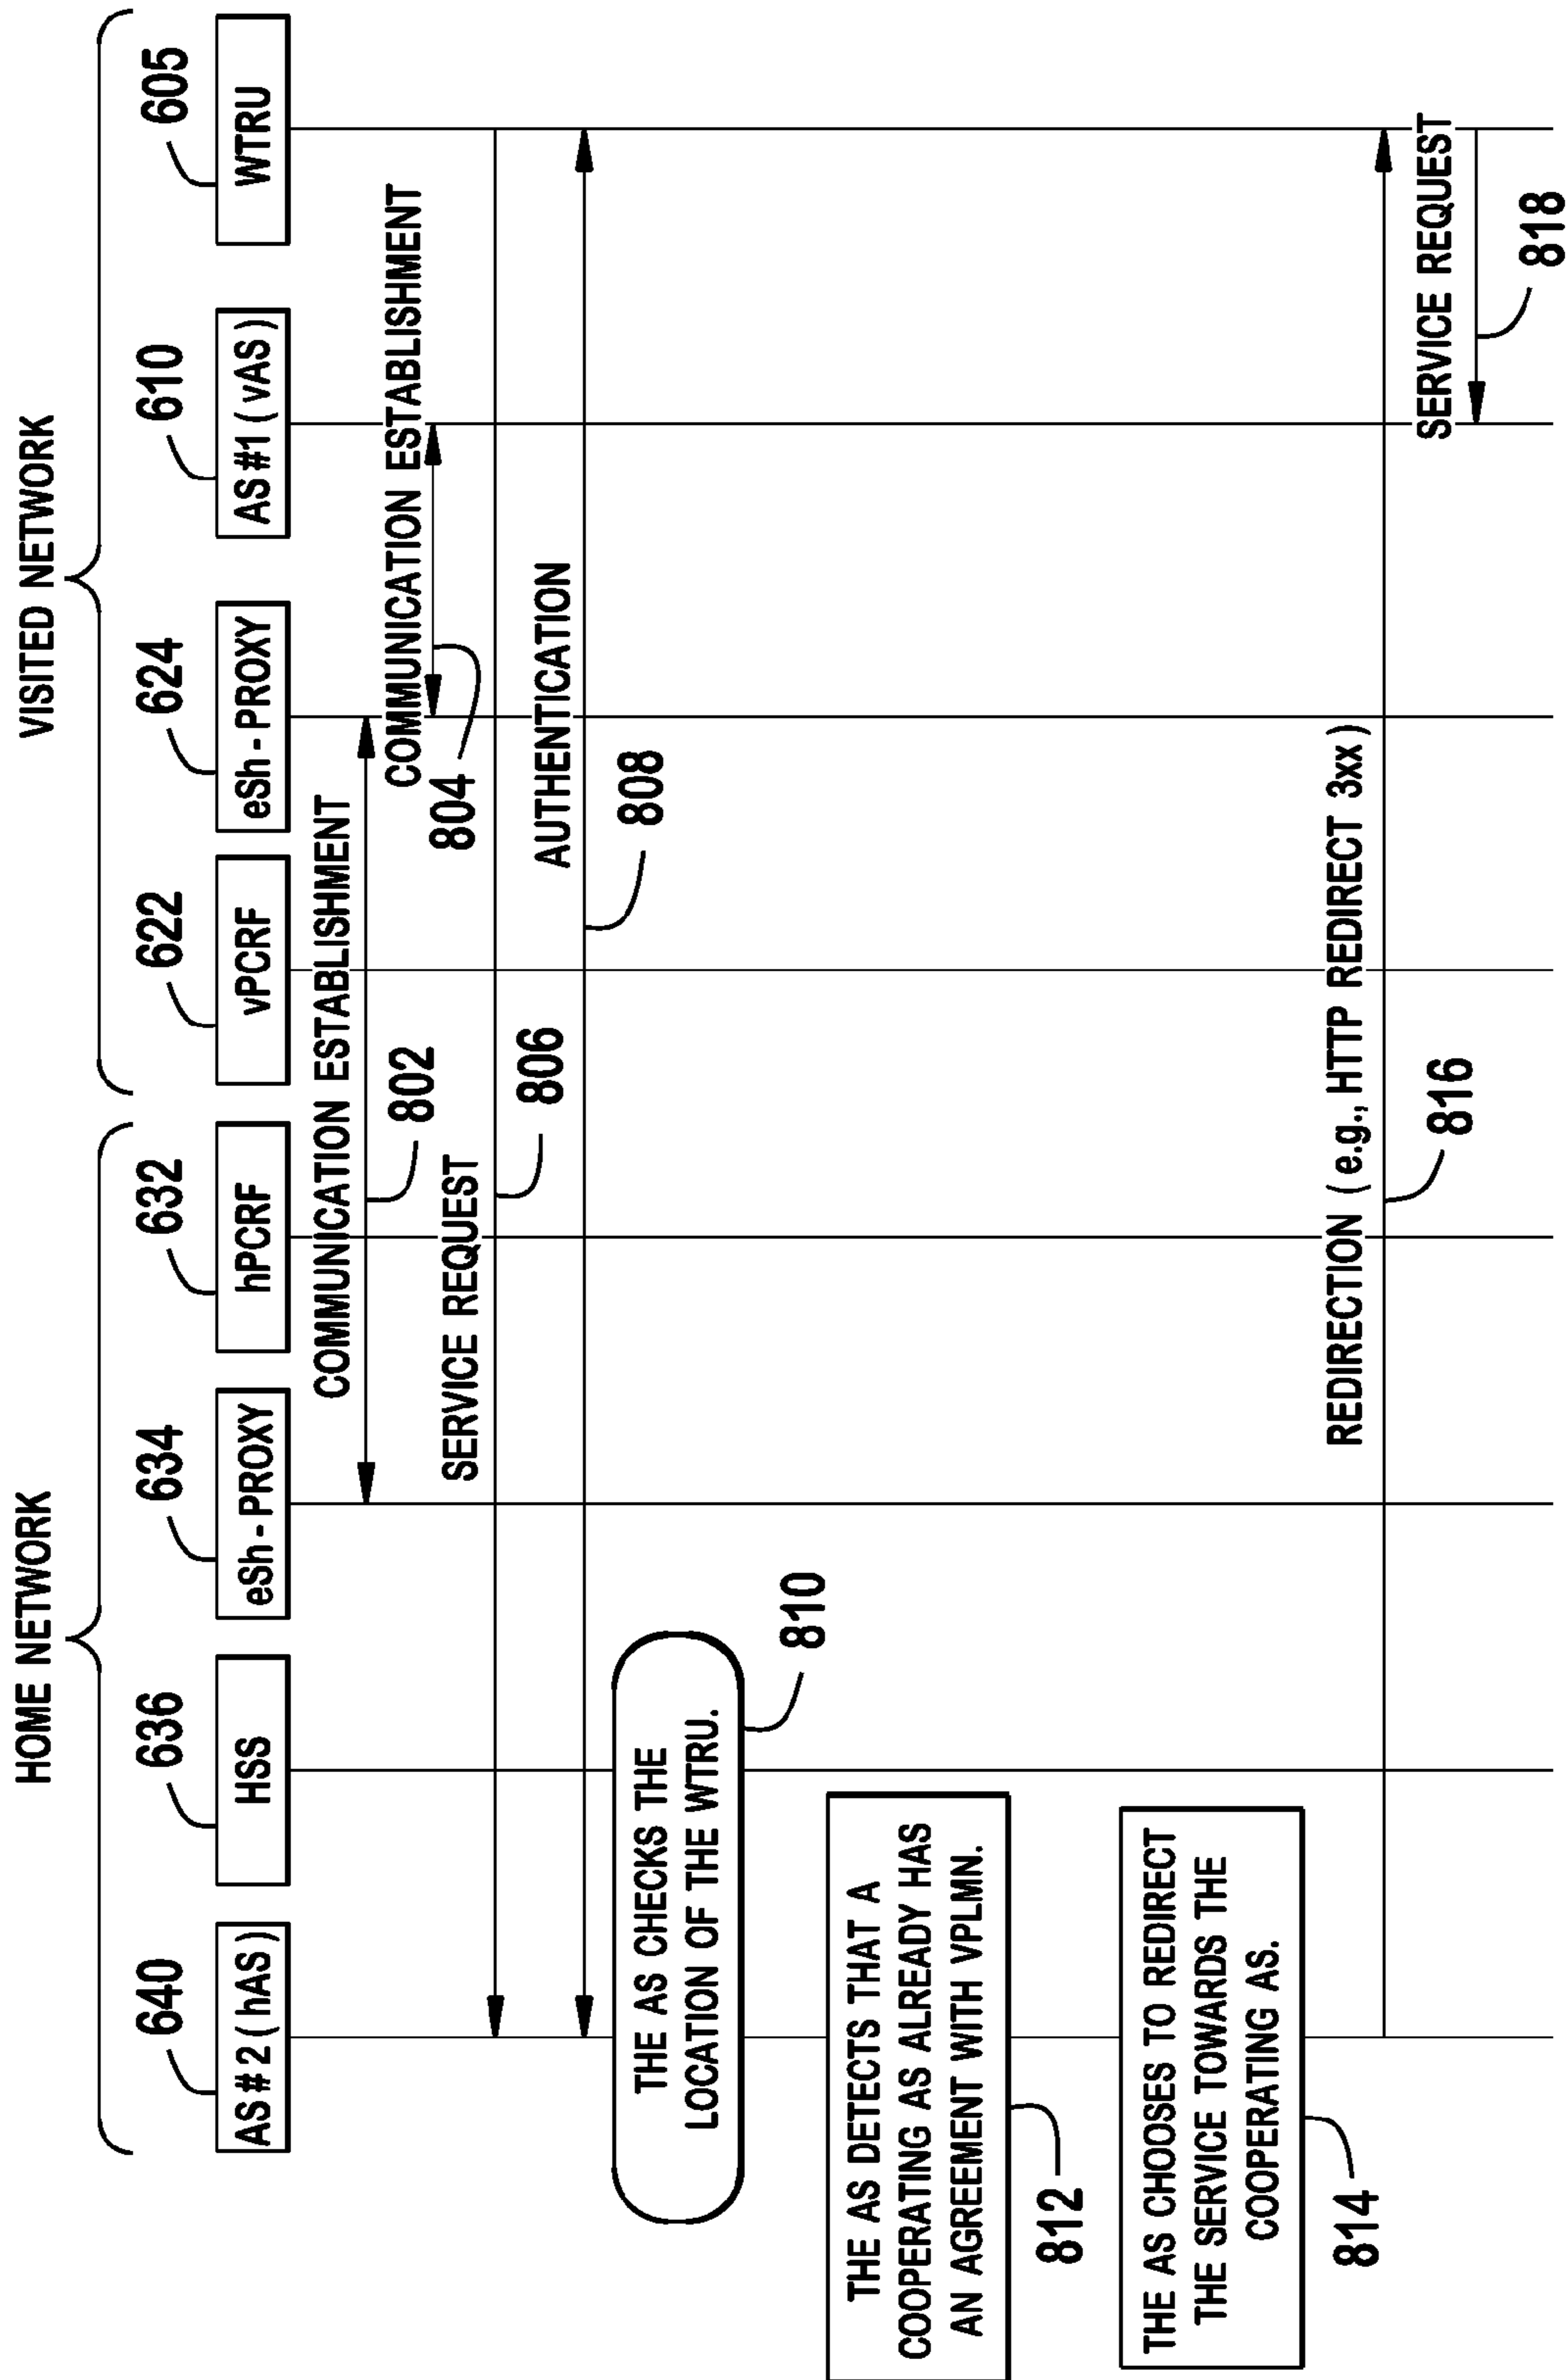 HOME NETWORK
VISITED NETWORK
640
636
634
632
622
624
610
605
AS # 2 ( hAS )
HSS
eSh - PROXY
hPCRF
vPCRF
eSh - PROXY
AS #1 ( vAS )
WTRU
COMMUNICATION ESTABLISHMENT
802
COMMUNICATION ESTABLISHMENT
804
SERVICE REQUEST
806
AUTHENTICATION
808
THE AS CHECKS THE
LOCATION OF THE WTRU.
810
THE AS DETECTS THAT A
COOPERATING AS ALREADY HAS
AN AGREEMENT WITH VPLMN.
812
THE AS CHOOSES TO REDIRECT
THE SERVICE TOWARDS THE
COOPERATING AS.
814
REDIRECTION ( e.g., HTTP REDIRECT 3xx )
816
SERVICE REQUEST
818